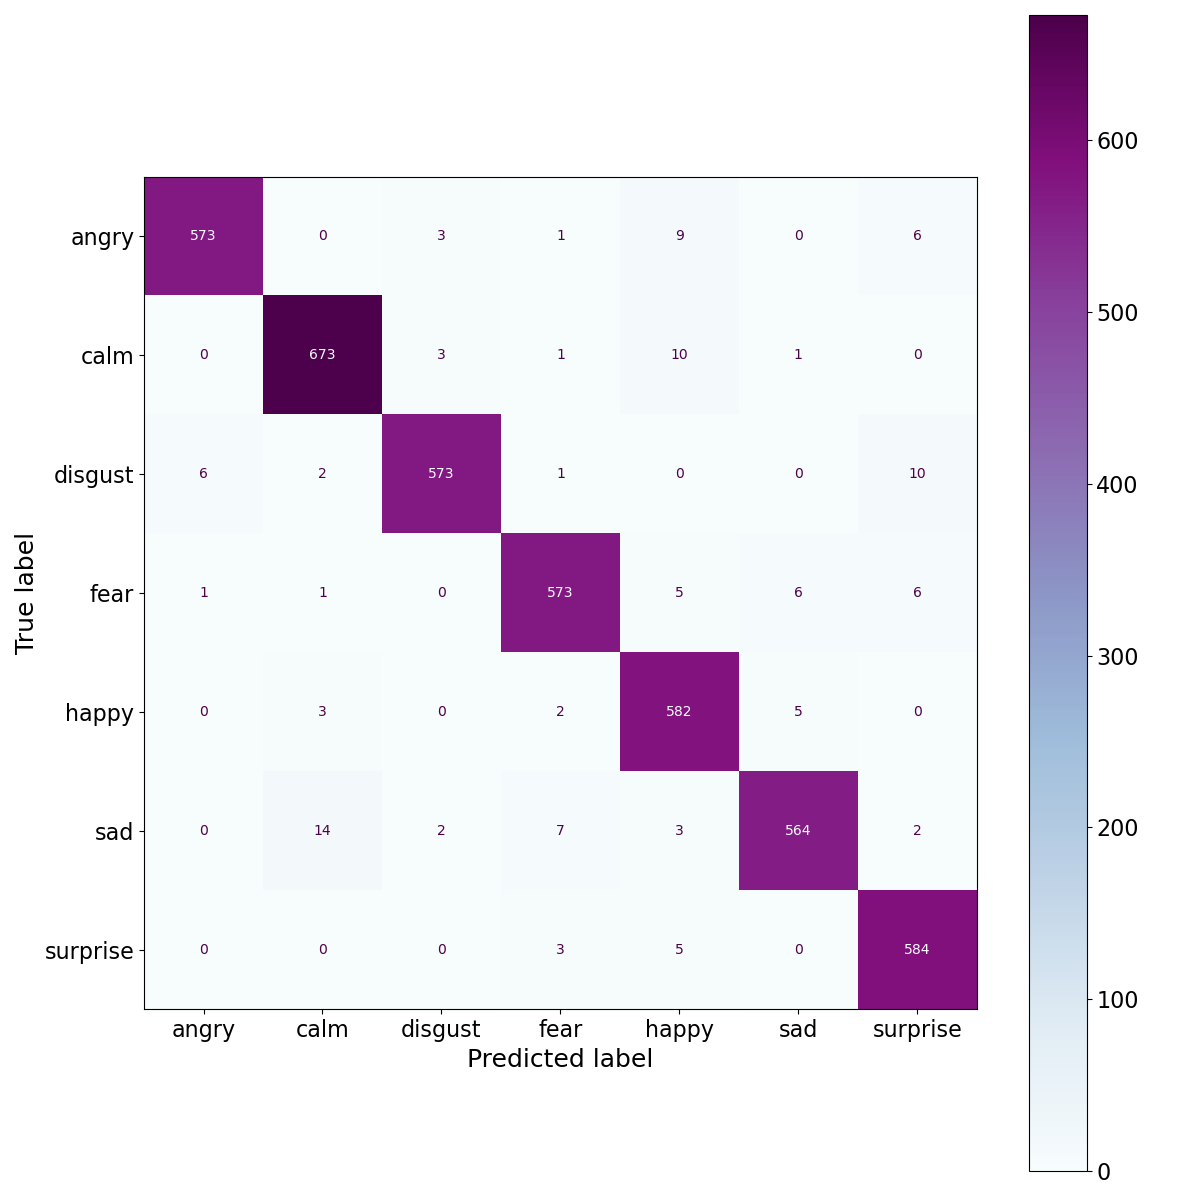 angry 573 0 3 1 9 0 6
calm 0 673 3 1 10 1 0
disgust 6 2 573 1 0 0 10
fear 1 1 0 573 5 6 6
happy 0 3 0 2 582 5 0
sad 0 14 2 7 3 564 2
surprise 0 0 0 3 5 0 584
angry calm disgust fear happy sad surprise
Predicted label
True label
600
500
400
300
200
100
0